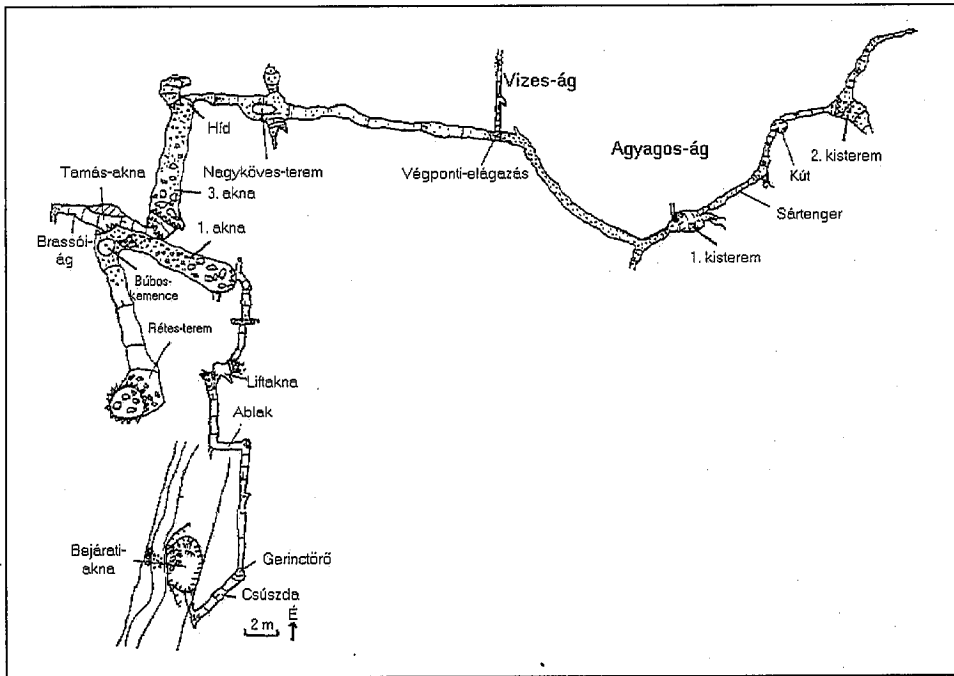 Vizes-ág
Híd
Agyagos-ág
2. kisterem
Nagyköves-terem
Végponti-elágazás
Kút
Tamás-akna
3. akna
Sártenger
Brassói-
ág
1. akna
1. kisterem
Búbos-
kemence
Rétes-terem
Liftakna
Ablak
Bejárati-
akna
Gerinctörő
Csúszda
2 m
É